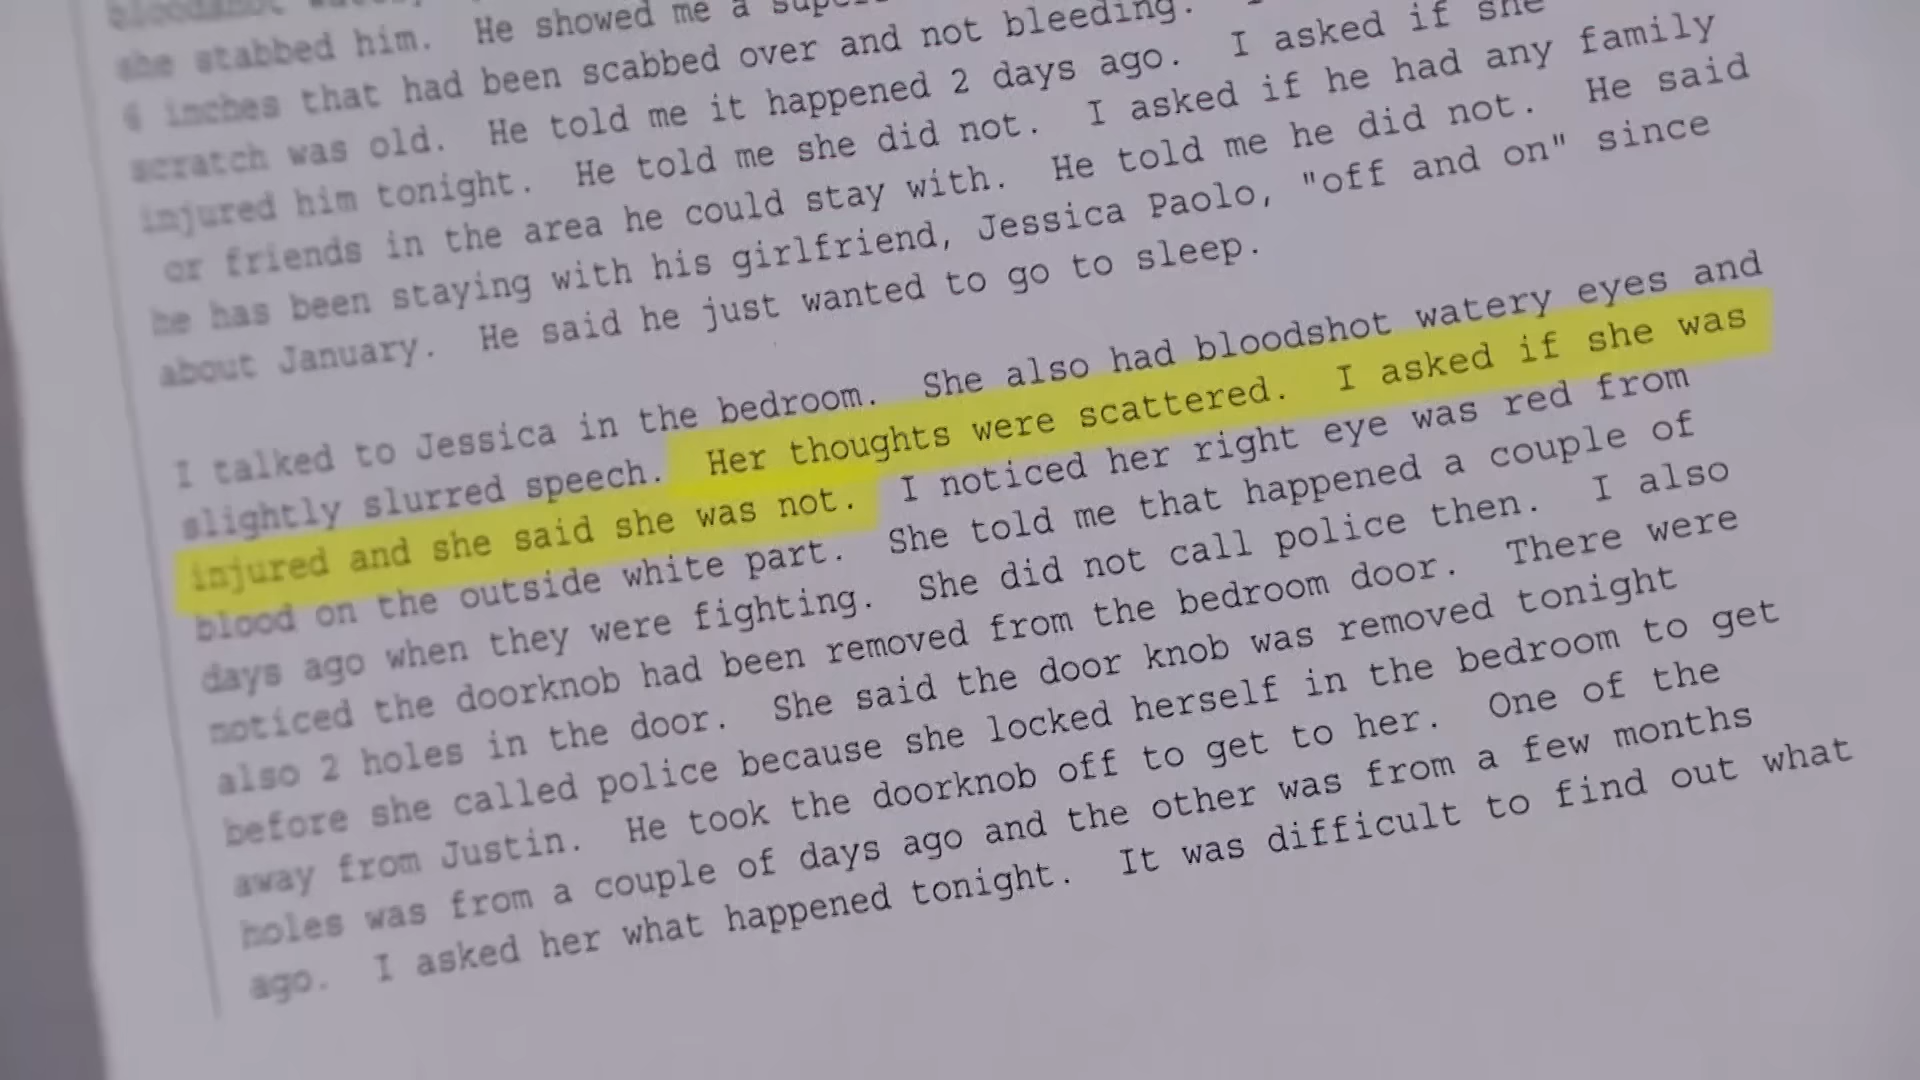 bloodshot
she stabbed him. He showed me a
6 inches that had been scabbed over and not bleeding.
scratch was old. He told me it happened 2 days ago. I asked if she
injured him tonight. He told me she did not. I asked if he had any family
or friends in the area he could stay with. He told me he did not. He said
he has been staying with his girlfriend, Jessica Paolo, "off and on" since
about January. He said he just wanted to go to sleep.
I talked to Jessica in the bedroom. She also had bloodshot watery eyes and
slightly slurred speech. Her thoughts were scattered. I asked if she was
injured and she said she was not. I noticed her right eye was red from
blood on the outside white part. She told me that happened a couple of
days ago when they were fighting. She did not call police then. I also
noticed the doorknob had been removed from the bedroom door. There were
also 2 holes in the door. She said the door knob was removed tonight
before she called police because she locked herself in the bedroom to get
away from Justin. He took the doorknob off to get to her. One of the
holes was from a couple of days ago and the other was from a few months
ago. I asked her what happened tonight. It was difficult to find out what